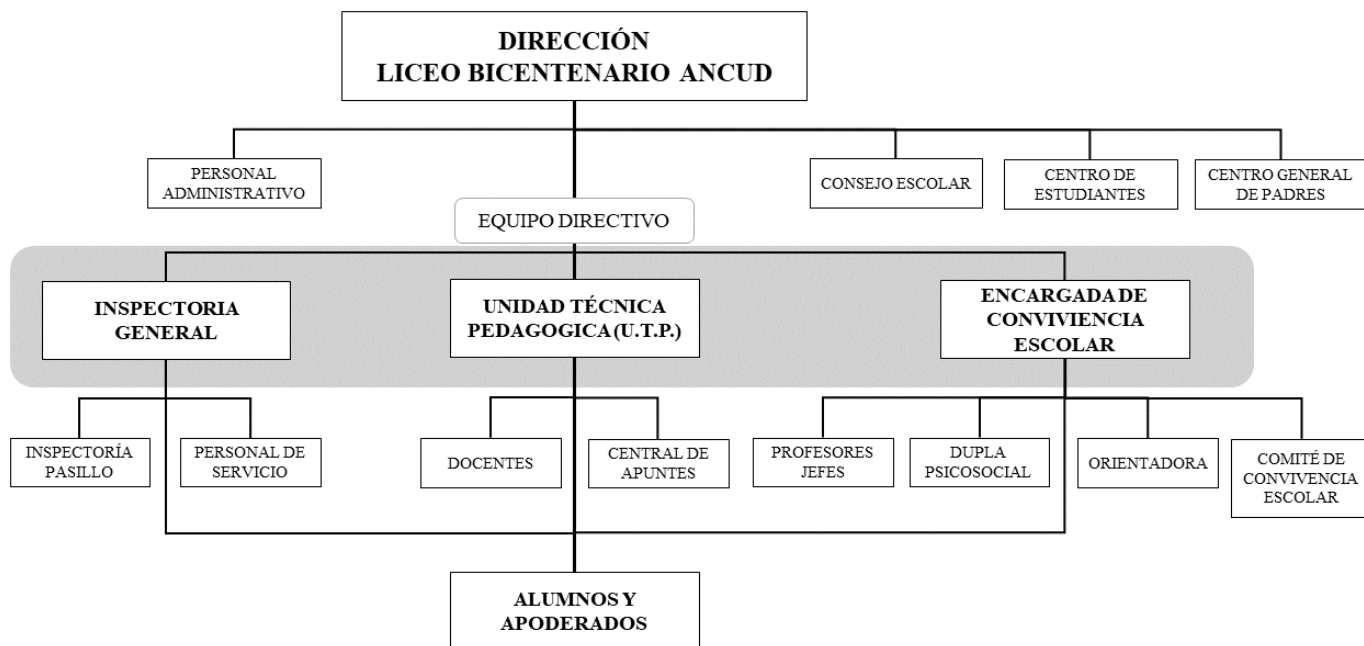 DIRECCIÓN
LICEO BICENTENARIO ANCUD
PERSONAL
ADMINISTRATIVO
CONSEJO ESCOLAR
CENTRO DE
ESTUDIANTES
CENTRO GENERAL
DE PADRES
EQUIPO DIRECTIVO
INSPECTORIA
GENERAL
UNIDAD TÉCNICA
PEDAGOGICA (U.T.P.)
ENCARGADA DE
CONVIVIENCIA
ESCOLAR
INSPECTORÍA
PASILLO
PERSONAL DE
SERVICIO
DOCENTES
CENTRAL DE
APUNTES
PROFESORES
JEFES
DUPLA
PSICOSOCIAL
ORIENTADORA
COMITÉ DE
CONVIVENCIA
ESCOLAR
ALUMNOS Y
APODERADOS